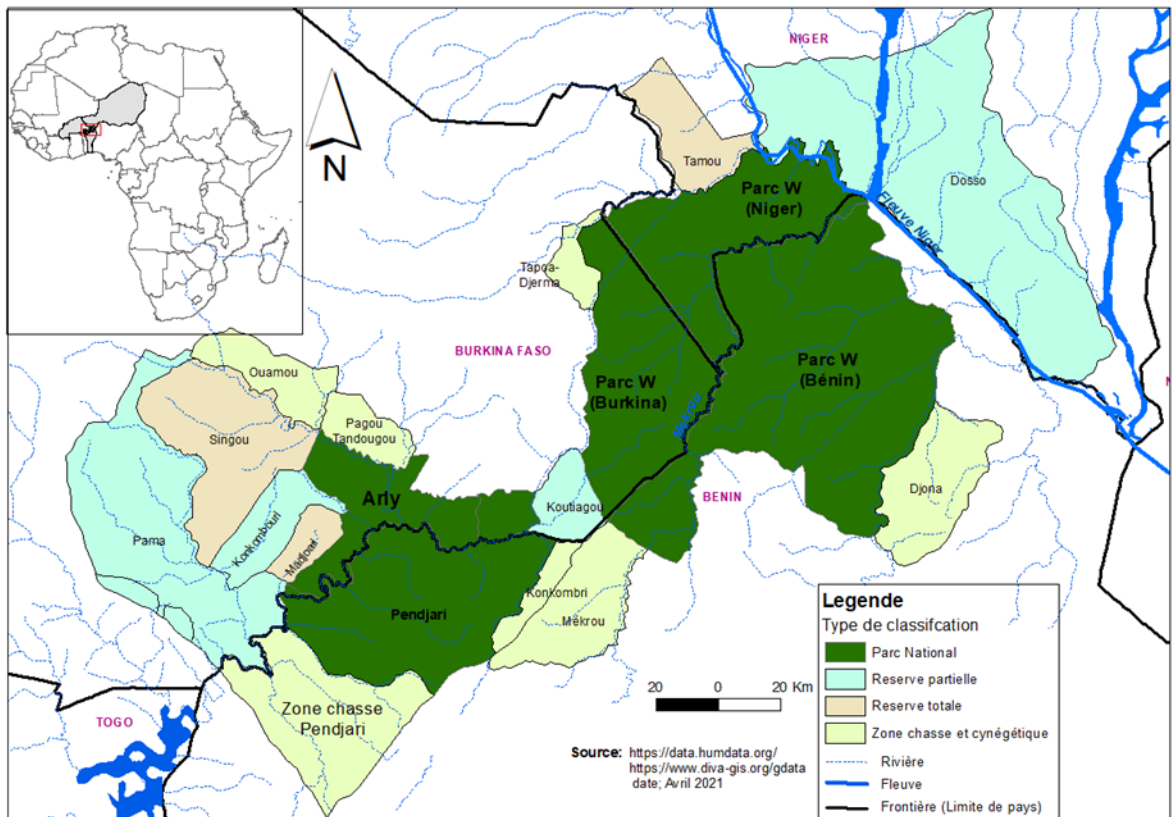 NIGER
N
Tamou
Dosso
Parc W
(Niger)
Fleuve Niger
Tapoa-
Djerma
BURKINA FASO
Parc W
(Bénin)
Ouamou
Parc W
(Burkina)
Mékrou
Pagou
Tandougou
Singou
Arly
Koutiagou
BENIN
Djona
Pama
Konkombouri
Madjoari
Konkombri
Pendjari
Mékrou
Zone chasse
Pendjari
TOGO
20 0 20 Km
Source: https://data.humdata.org/
https://www.diva-gis.org/gdata
date; Avril 2021
Legende
Type de classifcation
Parc National
Reserve partielle
Reserve totale
Zone chasse et cynégétique
Rivière
Fleuve
Frontière (Limite de pays)